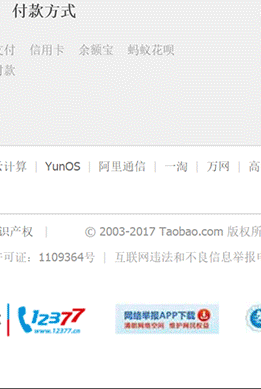 付款方式
支付 信用卡 余额宝 蚂蚁花呗
付款
云计算 | YunOS | 阿里通信 | 一淘 | 万网 | 高
识产权 | © 2003-2017 Taobao.com 版权所
许可证：1109364号 | 互联网违法和不良信息举报电
12377 网络举报APP下载
www.12377.cn 清朗网络空间 维护网民权益